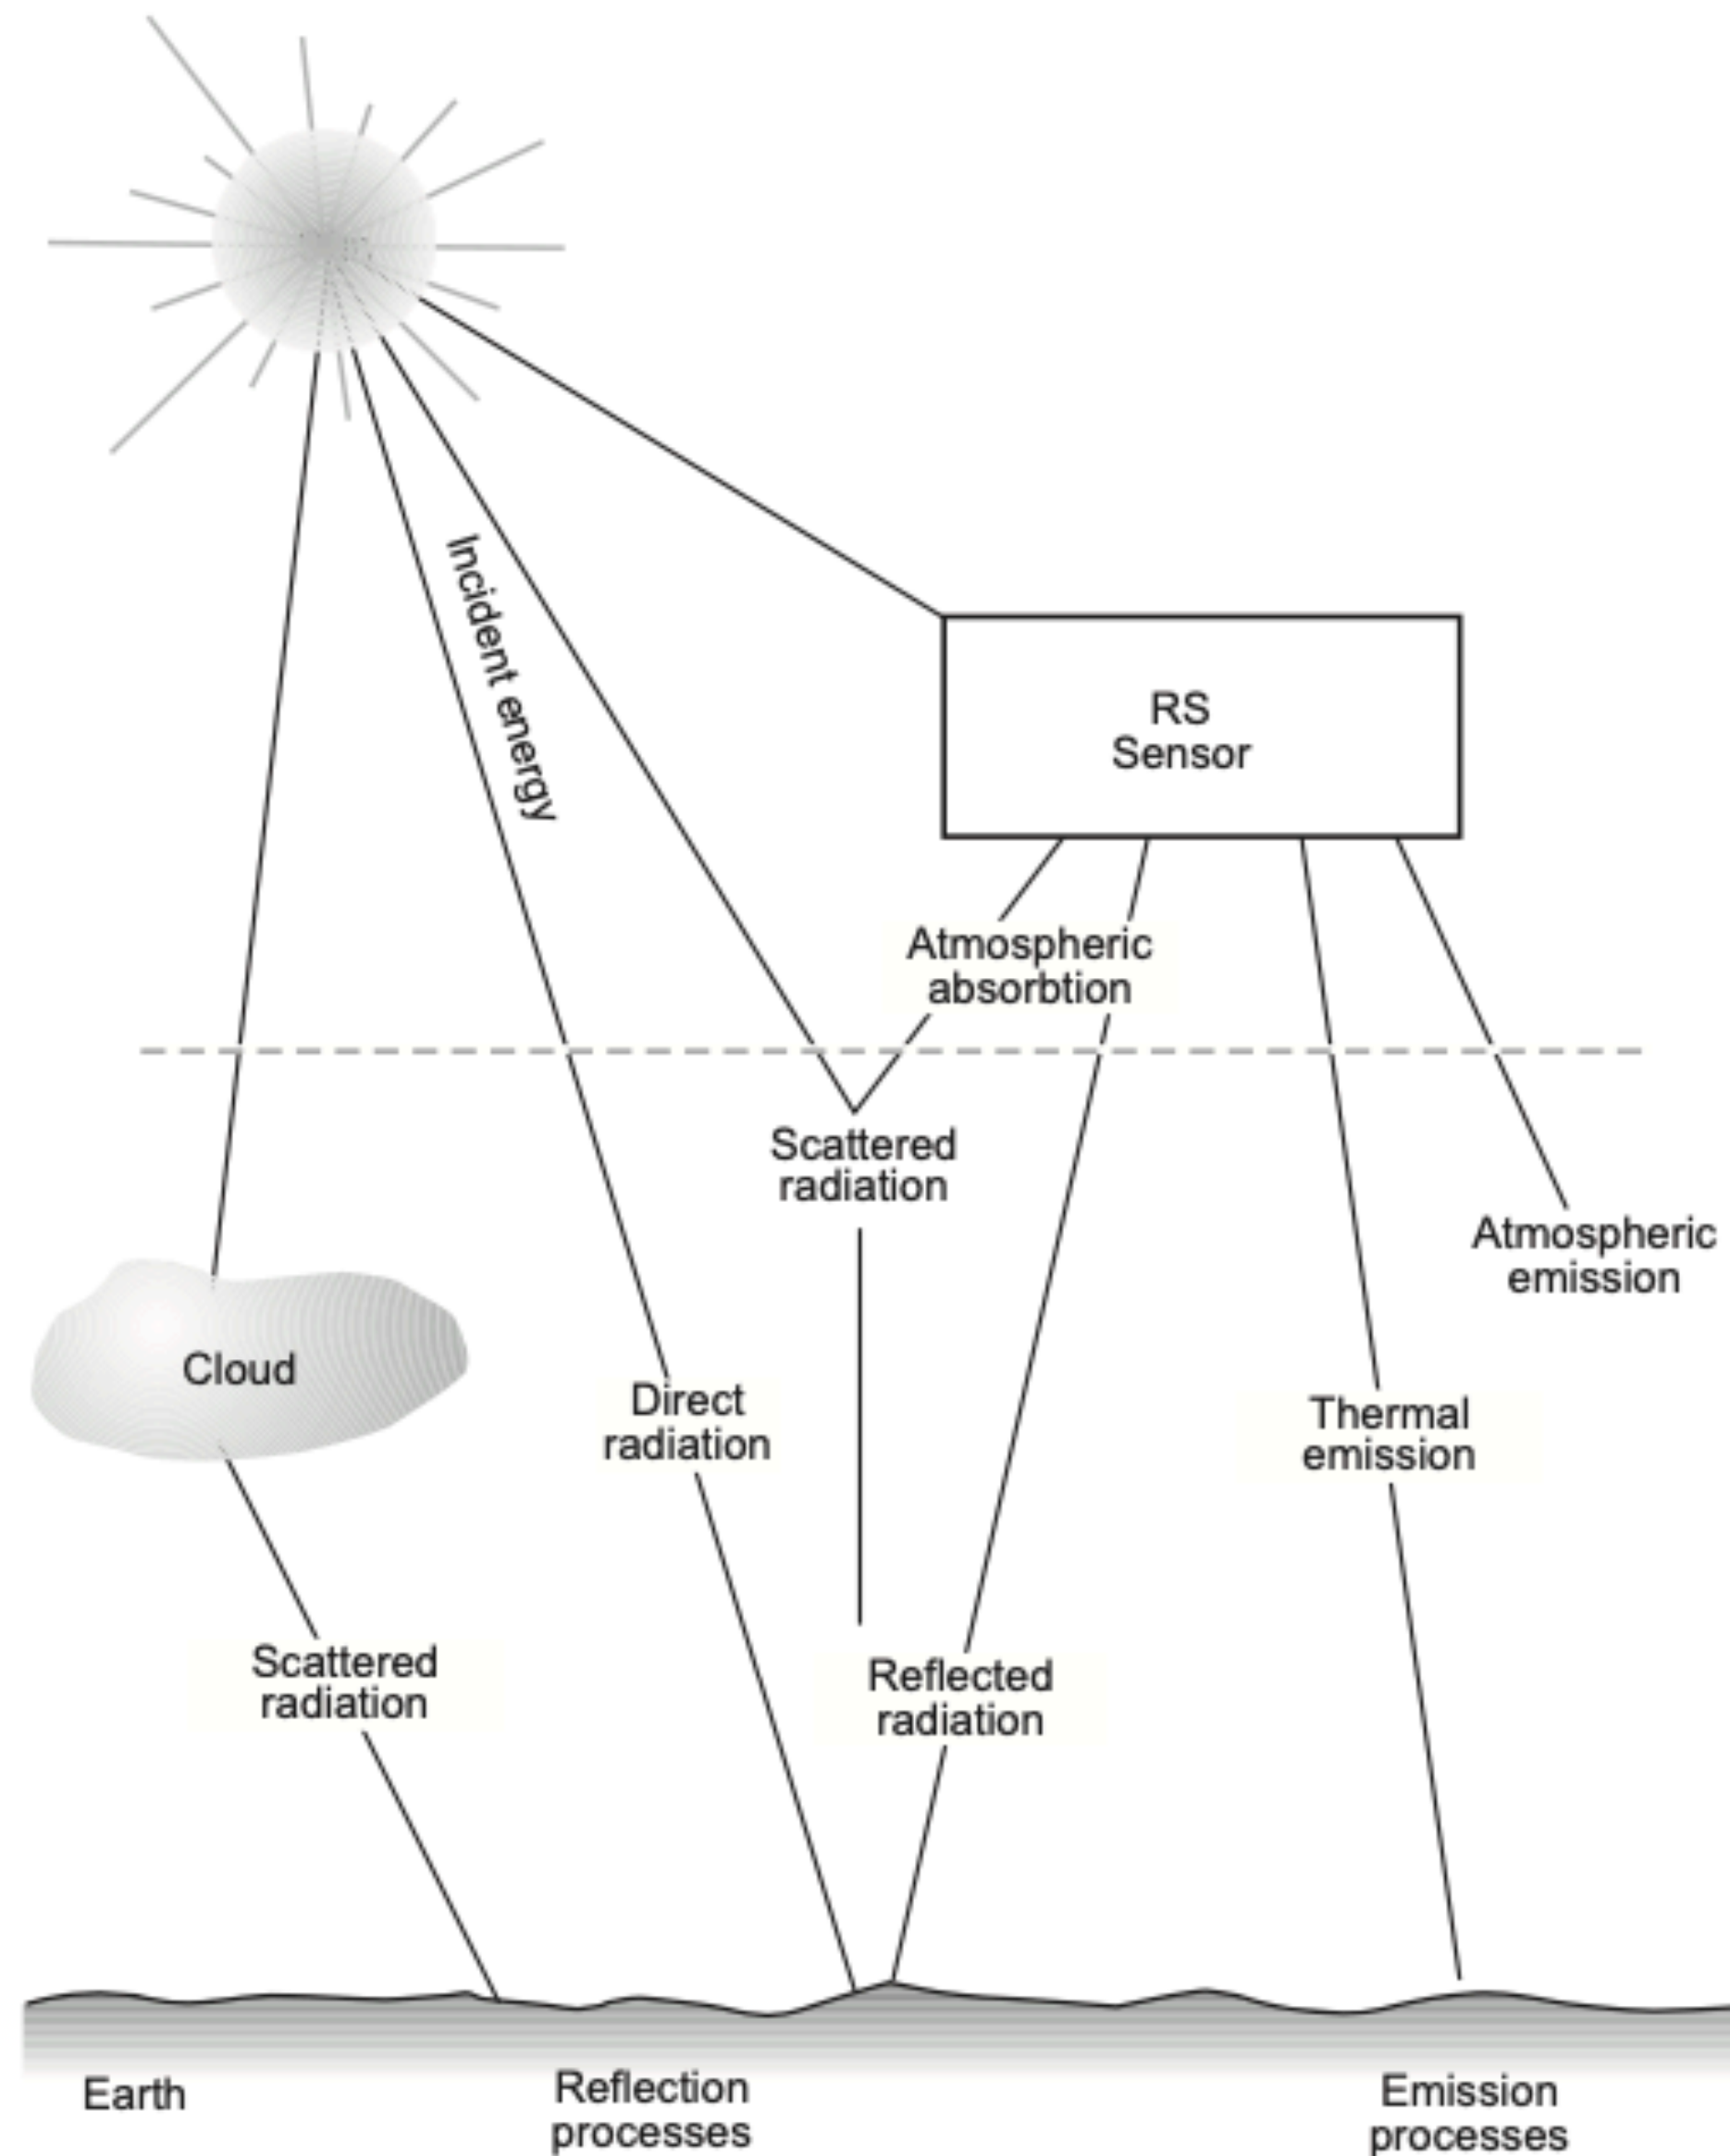 Incident energy
RS
Sensor
Atmospheric
absorbtion
Scattered
radiation
Atmospheric
emission
Cloud
Direct
radiation
Thermal
emission
Scattered
radiation
Reflected
radiation
Earth
Reflection
processes
Emission
processes